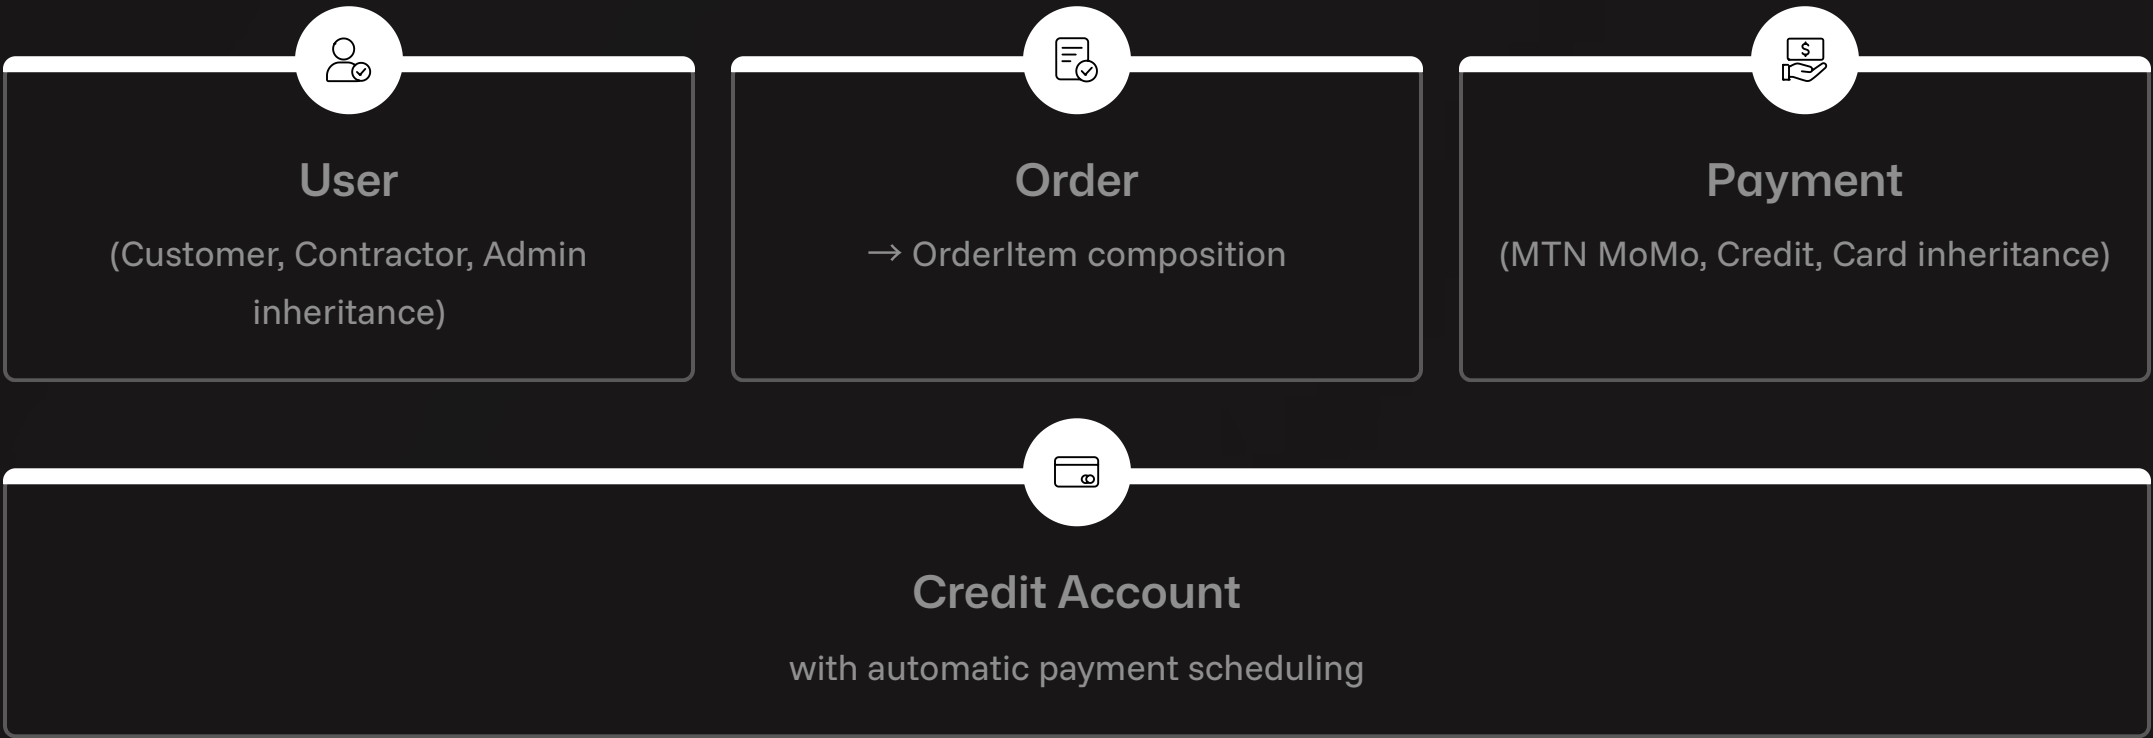 User
(Customer, Contractor, Admin
inheritance)
Order
→ OrderItem composition
Payment
(MTN MoMo, Credit, Card inheritance)
Credit Account
with automatic payment scheduling